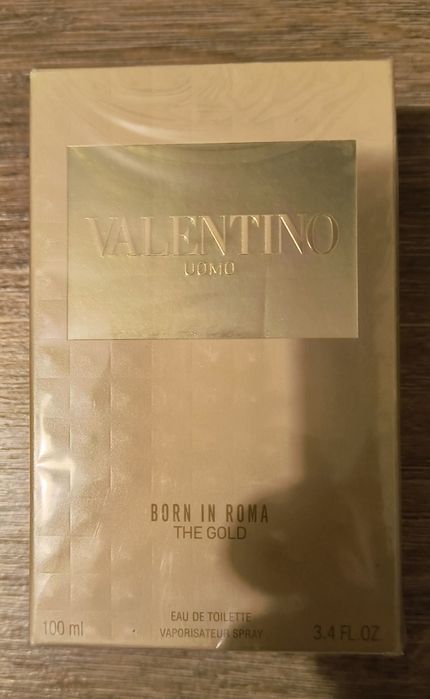 VALENTINO
UOMO
BORN IN ROMA
THE GOLD
EAU DE TOILETTE
100 ml VAPORISATEUR SPRAY 3.4 FL.OZ.